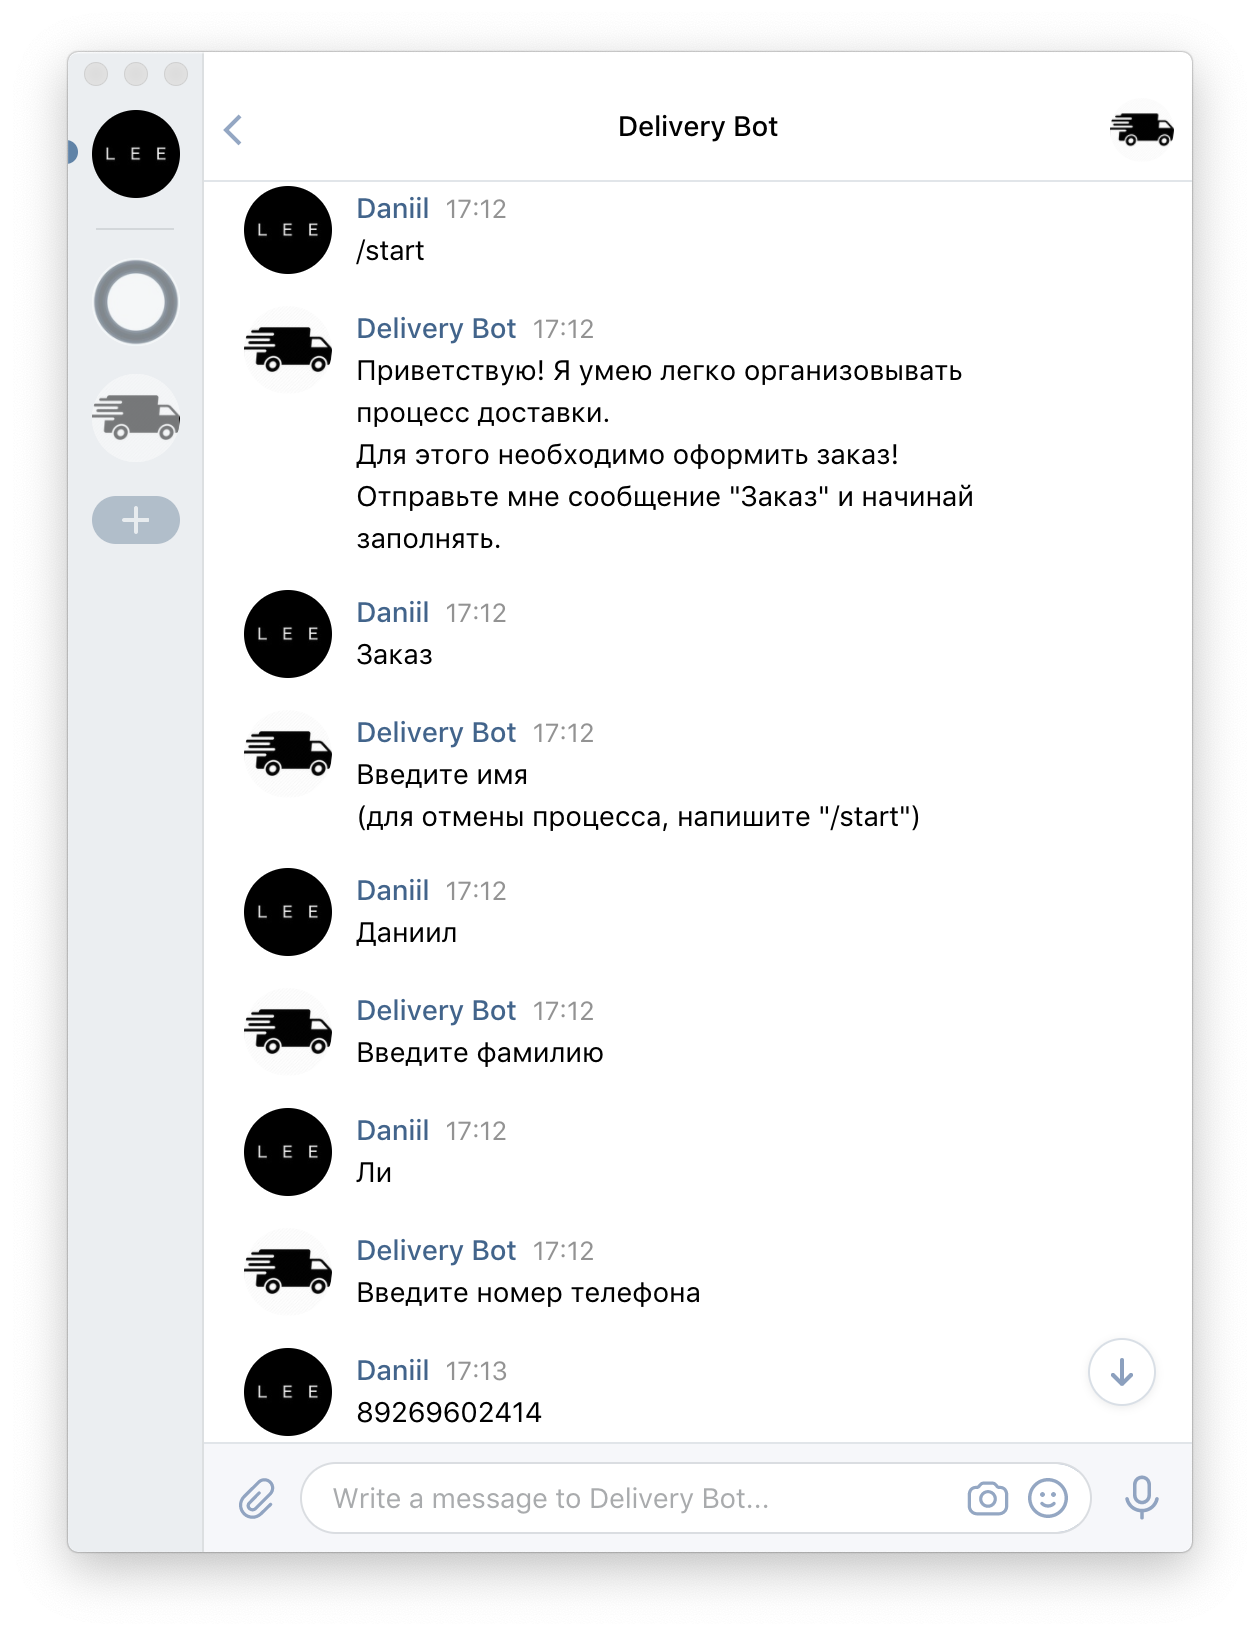 L E E
Delivery Bot
L E E
Daniil 17:12
/start
Delivery Bot 17:12
Приветствую! Я умею легко организовывать
процесс доставки.
Для этого необходимо оформить заказ!
Отправьте мне сообщение "Заказ" и начинай
заполнять.
L E E
Daniil 17:12
Заказ
Delivery Bot 17:12
Введите имя
(для отмены процесса, напишите "/start")
L E E
Daniil 17:12
Даниил
Delivery Bot 17:12
Введите фамилию
L E E
Daniil 17:12
Ли
Delivery Bot 17:12
Введите номер телефона
L E E
Daniil 17:13
89269602414
Write a message to Delivery Bot...